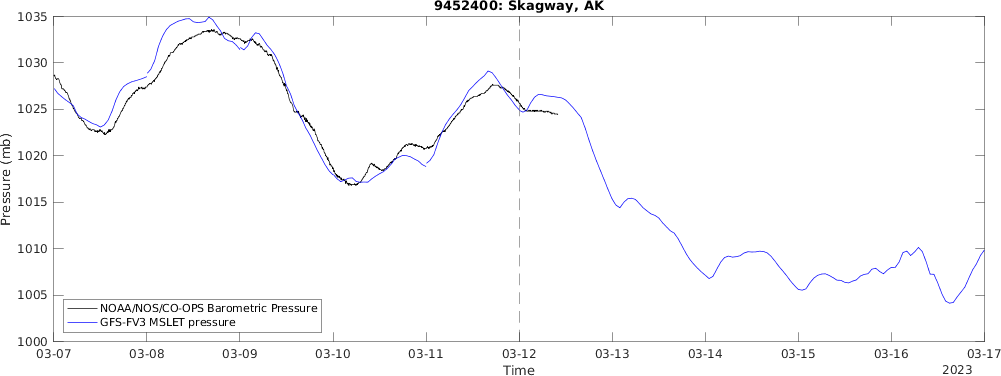 9452400: Skagway, AK
1035
1030
1025
1020
1015
1010
1005
1000
Pressure (mb)
NOAA/NOS/CO-OPS Barometric Pressure
GFS-FV3 MSLET pressure
03-07 03-08 03-09 03-10 03-11 03-12 03-13 03-14 03-15 03-16 03-17
Time
2023